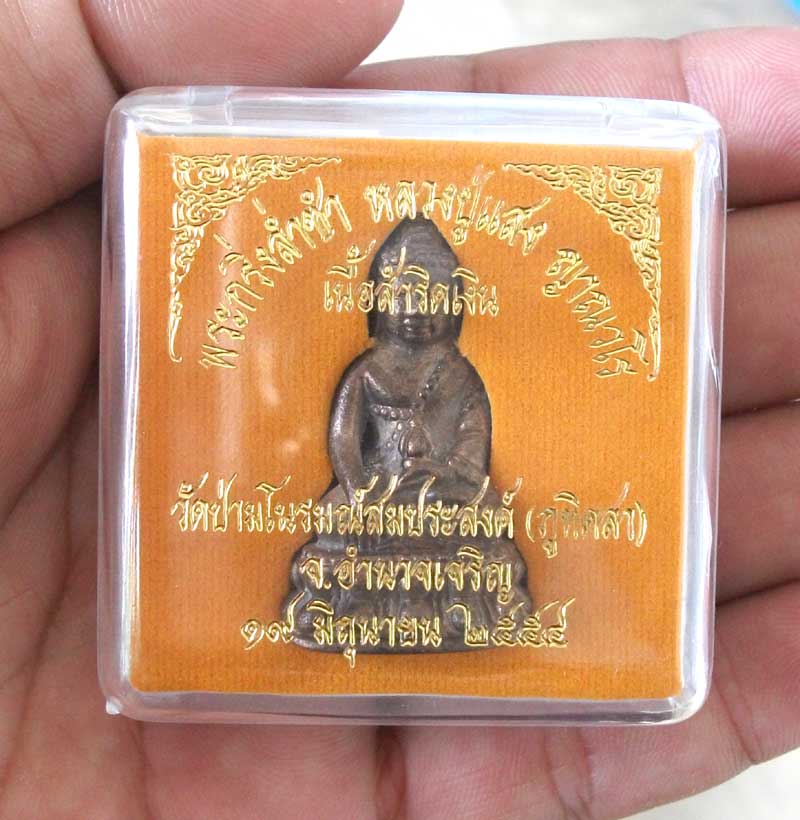 พระกริ่งล่ำซำ หลวงปู่แสง ญาณวโร
เนื้อสำริดเงิน
วัดป่ามโนรมณ์สมประสงค์ (ภูทิดสา)
จ.อำนาจเจริญ
๑๙ มิถุนายน ๒๕๕๔